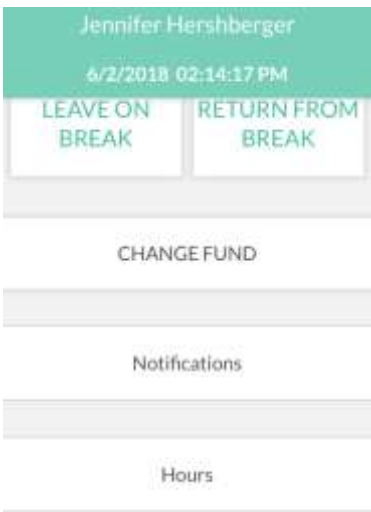 Jennifer Hershberger
6/2/2018 02:14:17 PM
LEAVE ON
BREAK
RETURN FROM
BREAK
CHANGE FUND
Notifications
Hours